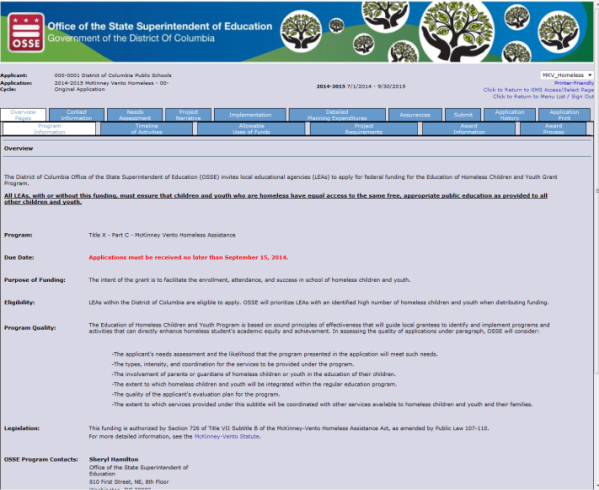 OSSE
Office of the State Superintendent of Education
Government of the District Of Columbia
Applicant: 000-0001 District of Columbia Public Schools
Application: 2014-2015 McKinney Vento Homeless - 00-
Cycle: Original Application
2014-2015 7/1/2014 - 9/30/2015
MKV_Homeless
Printer-Friendly
Click to Return to GMS Access/Select Page
Click to Return to Menu List / Sign Out
Overview Pages
Contact Information
Needs Assessment
Project Narrative
Implementation
Detailed Planning Expenditures
Assurances
Submit
Application History
Application Print
Program Information
Timeline of Activities
Allowable Uses of Funds
Project Requirements
Award Information
Award Process
Overview
The District of Columbia Office of the State Superintendent of Education (OSSE) invites local educational agencies (LEAs) to apply for federal funding for the Education of Homeless Children and Youth Grant
Program.
All LEAs, with or without this funding, must ensure that children and youth who are homeless have equal access to the same free, appropriate public education as provided to all
other children and youth.
Program: Title X - Part C - McKinney Vento Homeless Assistance
Due Date: Applications must be received no later than September 15, 2014.
Purpose of Funding: The intent of the grant is to facilitate the enrollment, attendance, and success in school of homeless children and youth.
Eligibility: LEAs within the District of Columbia are eligible to apply. OSSE will prioritize LEAs with an identified high number of homeless children and youth when distributing funding.
Program Quality: The Education of Homeless Children and Youth Program is based on sound principles of effectiveness that will guide local grantees to identify and implement programs and
activities that can directly enhance homeless student's academic equity and achievement. In assessing the quality of applications under paragraph, OSSE will consider:
-The applicant's needs assessment and the likelihood that the program presented in the application will meet such needs.
-The types, intensity, and coordination for the services to be provided under the program.
-The involvement of parents or guardians of homeless children or youth in the education of their children.
-The extent to which homeless children and youth will be integrated within the regular education program.
-The quality of the applicant's evaluation plan for the program.
-The extent to which services provided under this subtitle will be coordinated with other services available to homeless children and youth and their families.
Legislation: This funding is authorized by Section 726 of Title VII Subtitle B of the McKinney-Vento Homeless Assistance Act, as amended by Public Law 107-110.
For more detailed information, see the McKinney-Vento Statute.
OSSE Program Contacts: Sheryl Hamilton
Office of the State Superintendent of
Education
810 First Street, NE, 8th Floor
Washington, DC 20002